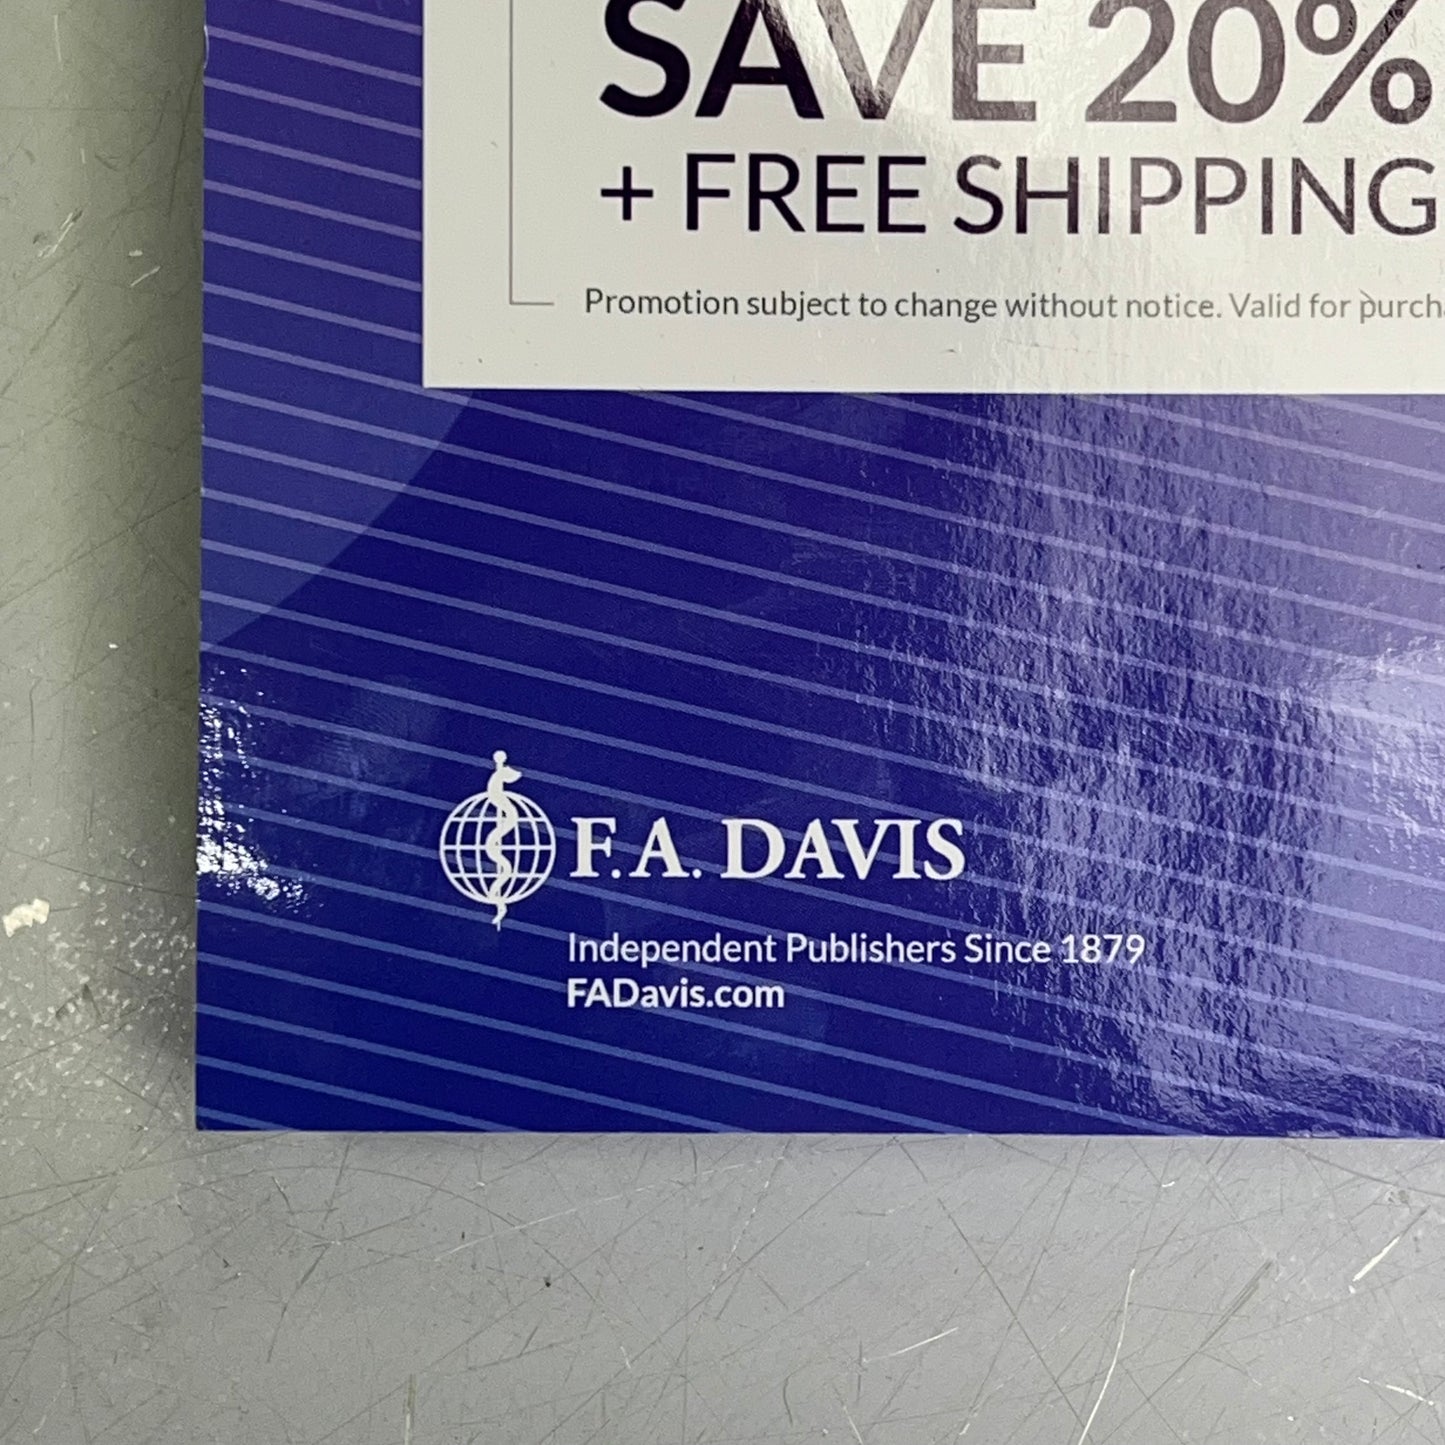 SAVE 20%
+ FREE SHIPPING
Promotion subject to change without notice. Valid for
F.A. DAVIS
Independent Publishers Since 1879
FADavis.com